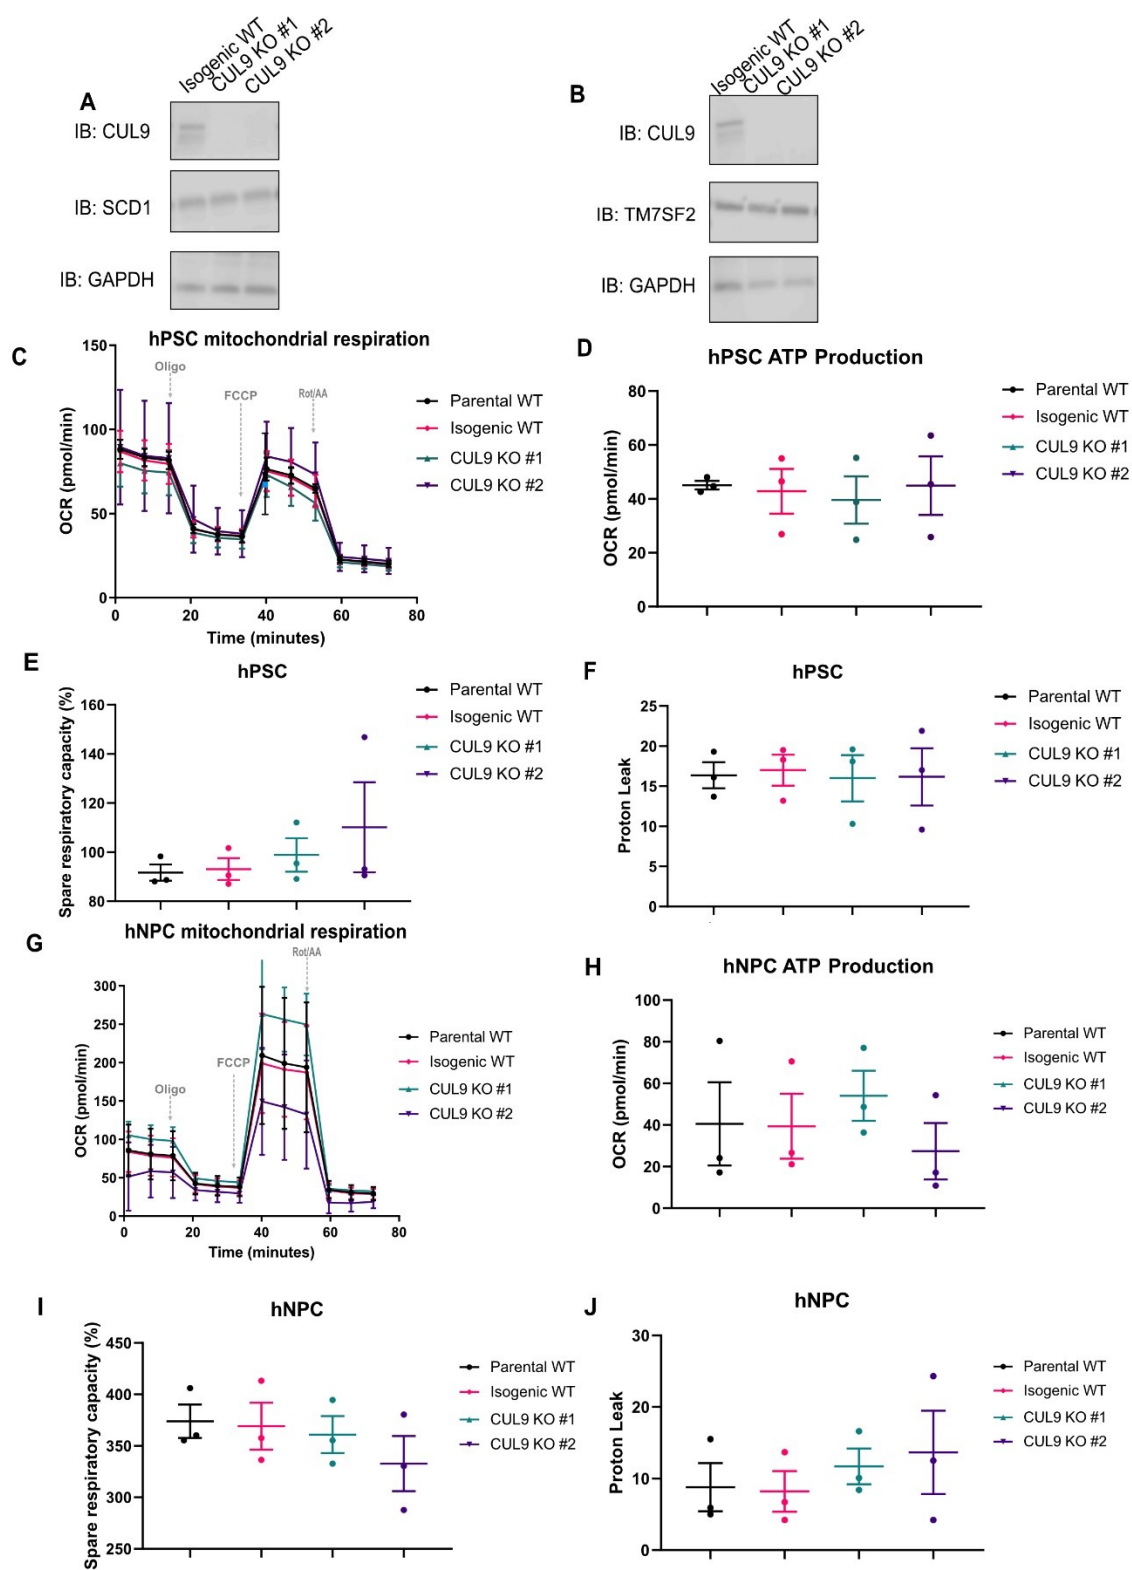 A
Isogenic WT
CUL9 KO #1
CUL9 KO #2
IB: CUL9
IB: SCD1
IB: GAPDH
B
Isogenic WT
CUL9 KO #1
CUL9 KO #2
IB: CUL9
IB: TM7SF2
IB: GAPDH
C
hPSC mitochondrial respiration
OCR (pmol/min)
150
100
50
0
0 20 40 60 80
Time (minutes)
Oligo
FCCP
Rot/AA
Parental WT
Isogenic WT
CUL9 KO #1
CUL9 KO #2
D
hPSC ATP Production
OCR (pmol/min)
80
60
40
20
0
Parental WT
Isogenic WT
CUL9 KO #1
CUL9 KO #2
E
hPSC
Spare respiratory capacity (%)
160
140
120
100
80
Parental WT
Isogenic WT
CUL9 KO #1
CUL9 KO #2
F
hPSC
Proton Leak
25
20
15
10
5
0
Parental WT
Isogenic WT
CUL9 KO #1
CUL9 KO #2
G
hNPC mitochondrial respiration
OCR (pmol/min)
300
250
200
150
100
50
0
0 20 40 60 80
Time (minutes)
Oligo
FCCP
Rot/AA
Parental WT
Isogenic WT
CUL9 KO #1
CUL9 KO #2
H
hNPC ATP Production
OCR (pmol/min)
100
80
60
40
20
0
Parental WT
Isogenic WT
CUL9 KO #1
CUL9 KO #2
I
hNPC
Spare respiratory capacity (%)
450
400
350
300
250
Parental WT
Isogenic WT
CUL9 KO #1
CUL9 KO #2
J
hNPC
Proton Leak
30
20
10
0
Parental WT
Isogenic WT
CUL9 KO #1
CUL9 KO #2